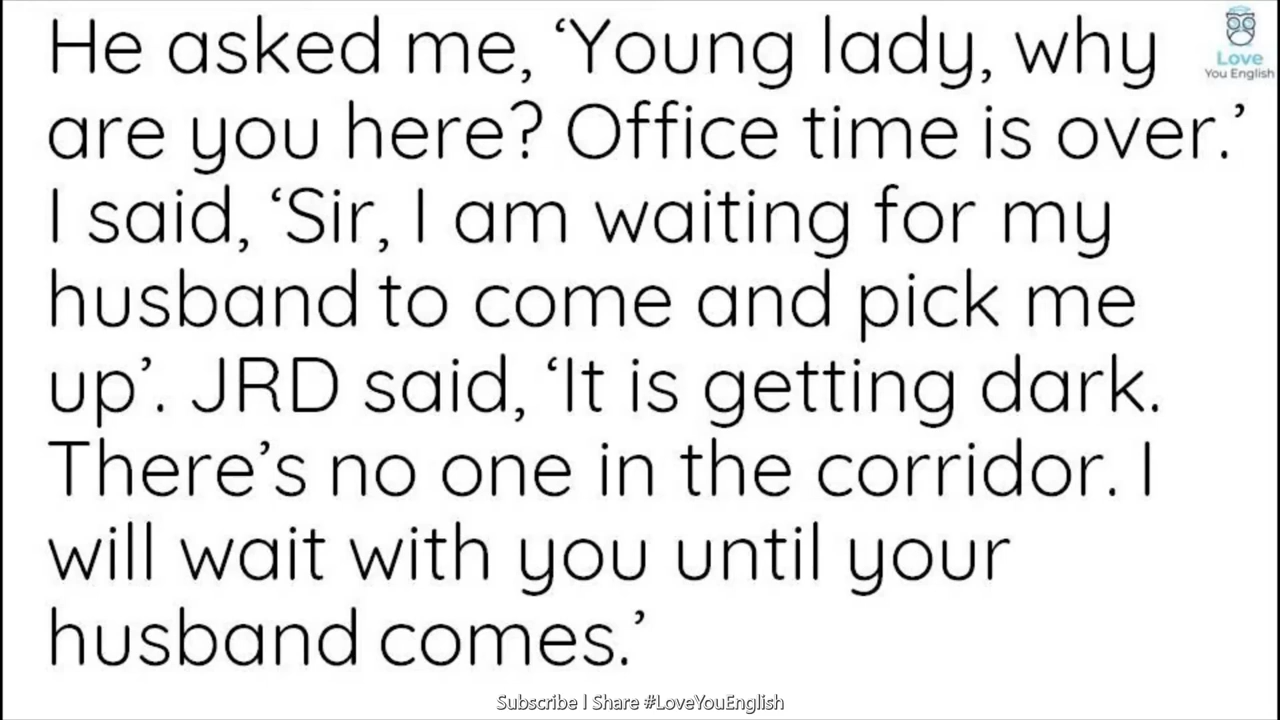 He asked me, ‘Young lady, why
are you here? Office time is over.’
I said, ‘Sir, I am waiting for my
husband to come and pick me
up’. JRD said, ‘It is getting dark.
There’s no one in the corridor. I
will wait with you until your
husband comes.’
Love
You English
Subscribe | Share #LoveYouEnglish